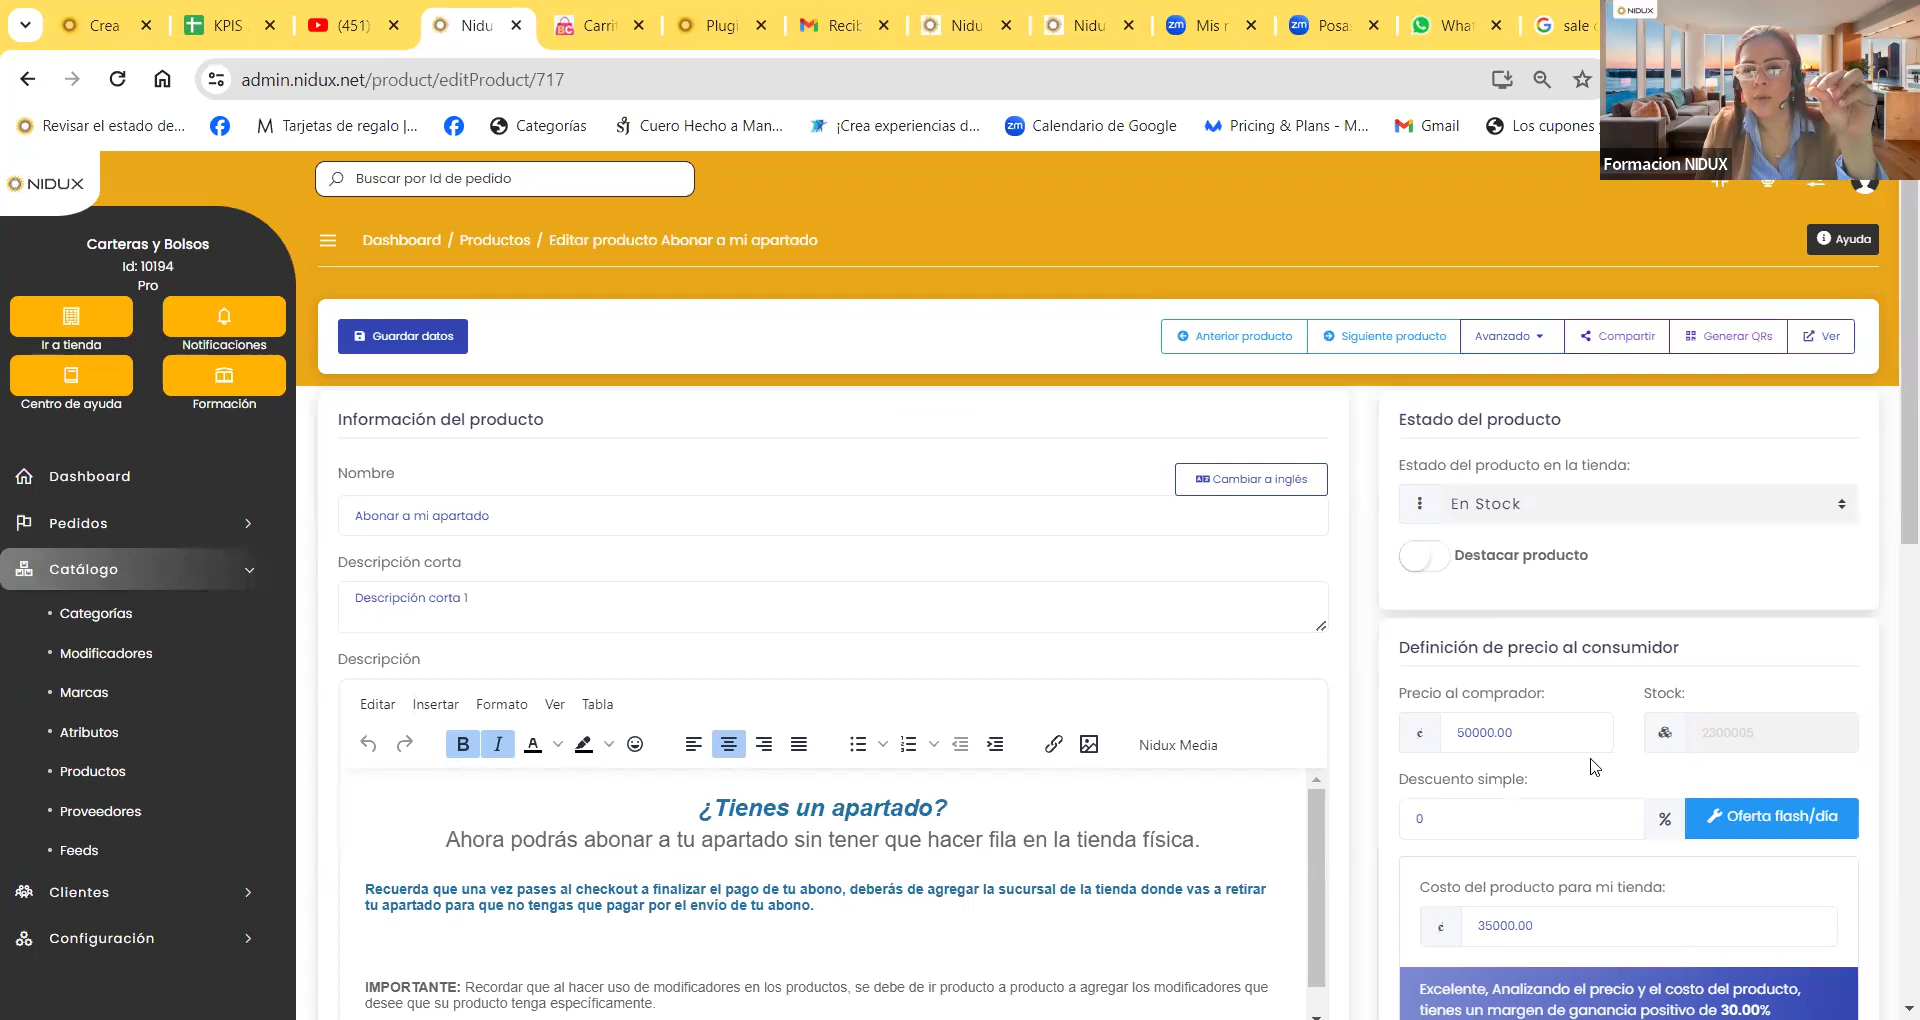 Crea
KPIS
(451)
Nidu
Carri
Plugi
Recib
Nidu
Nidu
Mis r
Posa
What
sale
admin.nidux.net/product/editProduct/717
Revisar el estado de...
Tarjetas de regalo |...
Categorías
Cuero Hecho a Man...
¡Crea experiencias d...
Calendario de Google
Pricing & Plans - M...
Gmail
Los cupones
NIDUX
Formacion NIDUX
NIDUX
Buscar por Id de pedido
Carteras y Bolsos
Id: 10194
Pro
Ir a tienda
Notificaciones
Centro de ayuda
Formación
Dashboard
Pedidos
Catálogo
• Categorías
• Modificadores
• Marcas
• Atributos
• Productos
• Proveedores
• Feeds
Clientes
Configuración
Dashboard / Productos / Editar producto Abonar a mi apartado
Ayuda
Guardar datos
Anterior producto
Siguiente producto
Avanzado
Compartir
Generar QRs
Ver
Información del producto
Nombre
Cambiar a inglés
Abonar a mi apartado
Descripción corta
Descripción corta 1
Descripción
Editar Insertar Formato Ver Tabla
B I A
Nidux Media
¿Tienes un apartado?
Ahora podrás abonar a tu apartado sin tener que hacer fila en la tienda física.
Recuerda que una vez pases al checkout a finalizar el pago de tu abono, deberás de agregar la sucursal de la tienda donde vas a retirar
tu apartado para que no tengas que pagar por el envío de tu abono.
IMPORTANTE: Recordar que al hacer uso de modificadores en los productos, se debe de ir producto a producto a agregar los modificadores que
desee que su producto tenga específicamente.
Estado del producto
Estado del producto en la tienda:
En Stock
Destacar producto
Definición de precio al consumidor
Precio al comprador:
Stock:
¢ 50000.00
2300005
Descuento simple:
0 %
Oferta flash/día
Costo del producto para mi tienda:
¢ 35000.00
Excelente, Analizando el precio y el costo del producto,
tienes un margen de ganancia positivo de 30.00%